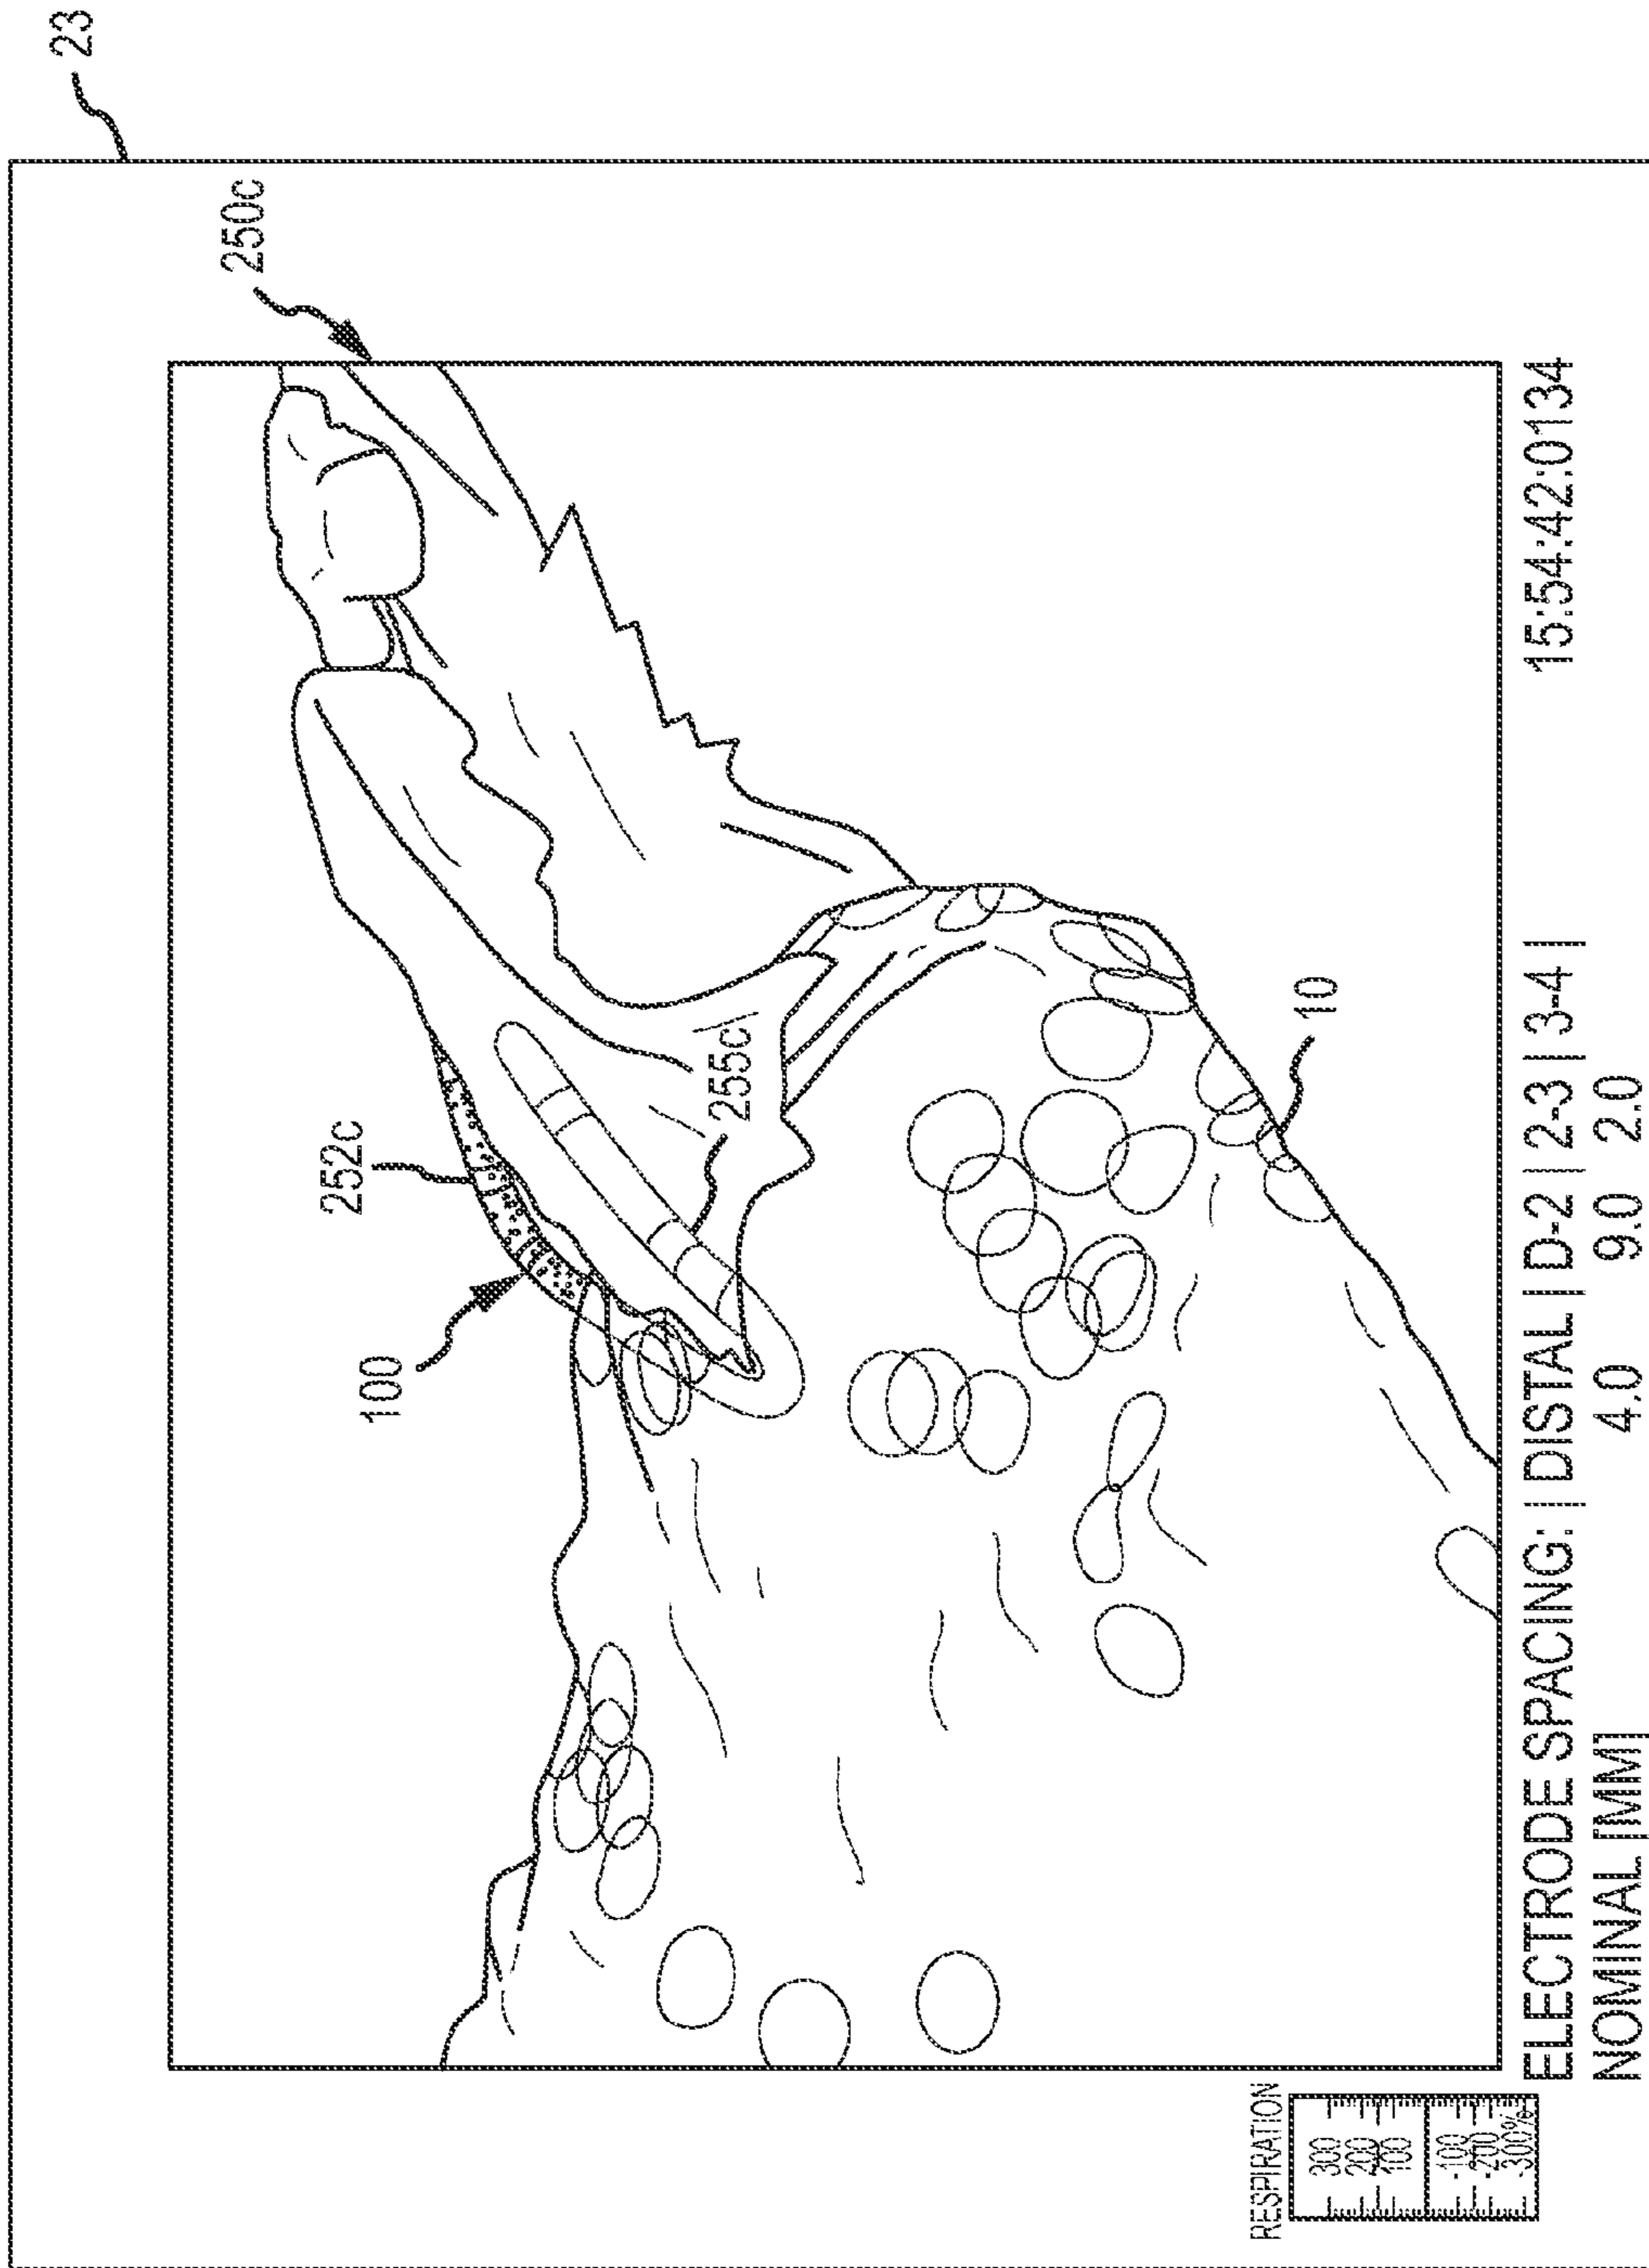 23
250c
252c
100
255c
10
RESPIRATION
300
200
100
-100
-200
-300%
ELECTRODE SPACING: | DISTAL | D-2 | 2-3 | 3-4 | 15:54:42:0134
NOMINAL [MM] 4.0 9.0 2.0